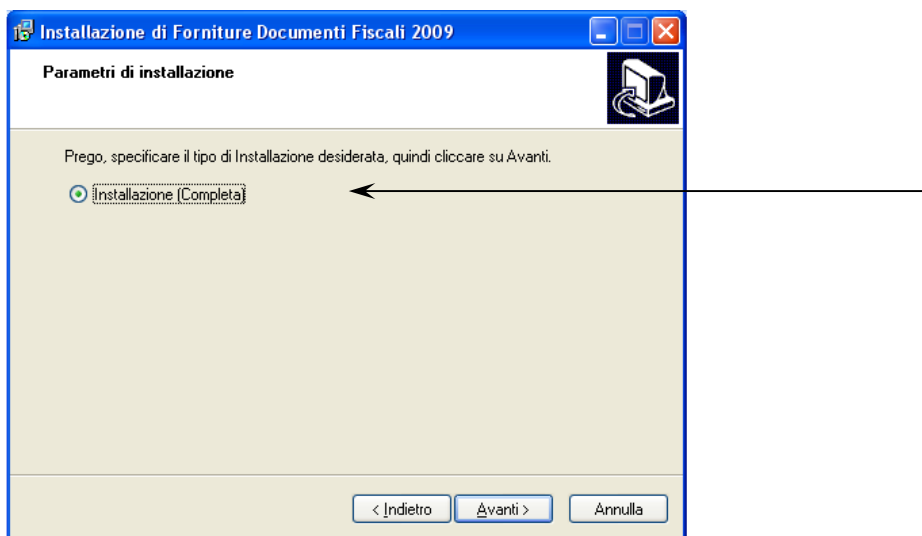 Installazione di Forniture Documenti Fiscali 2009
Parametri di installazione
Prego, specificare il tipo di Installazione desiderata, quindi cliccare su Avanti.
Installazione (Completa)
< Indietro
Avanti >
Annulla